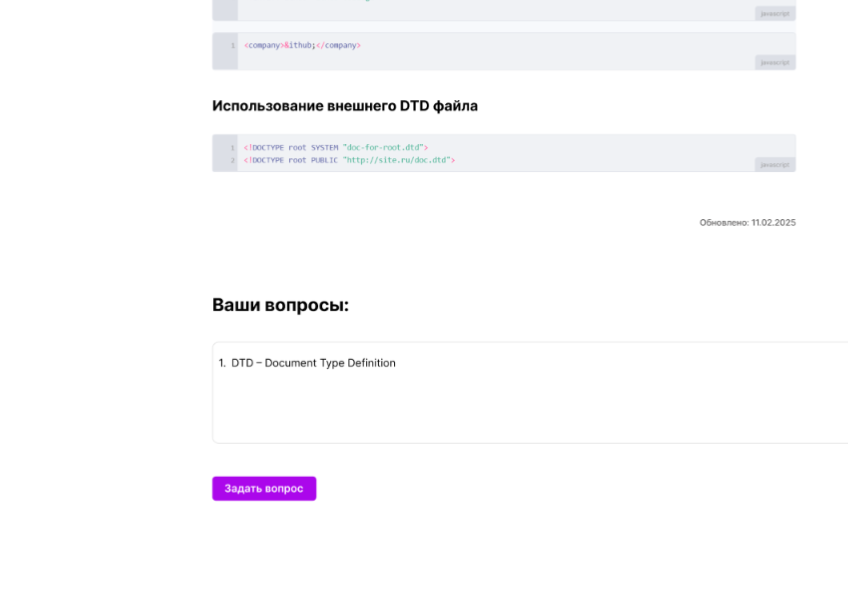 javascript
1 <company>&ithub;</company>
javascript
Использование внешнего DTD файла
1 <!DOCTYPE root SYSTEM "doc-for-root.dtd">
2 <!DOCTYPE root PUBLIC "http://site.ru/doc.dtd">
javascript
Обновлено: 11.02.2025
Ваши вопросы:
1. DTD – Document Type Definition
Задать вопрос